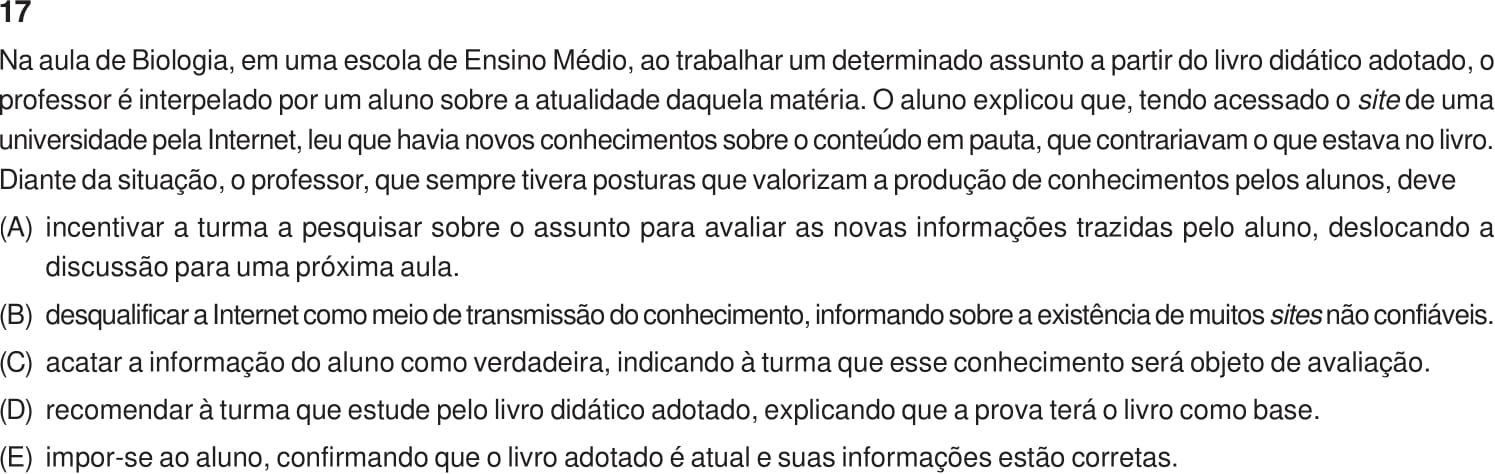 17
Na aula de Biologia, em uma escola de Ensino Médio, ao trabalhar um determinado assunto a partir do livro didático adotado, o
professor é interpelado por um aluno sobre a atualidade daquela matéria. O aluno explicou que, tendo acessado o site de uma
universidade pela Internet, leu que havia novos conhecimentos sobre o conteúdo em pauta, que contrariavam o que estava no livro.
Diante da situação, o professor, que sempre tivera posturas que valorizam a produção de conhecimentos pelos alunos, deve
(A) incentivar a turma a pesquisar sobre o assunto para avaliar as novas informações trazidas pelo aluno, deslocando a
discussão para uma próxima aula.
(B) desqualificar a Internet como meio de transmissão do conhecimento, informando sobre a existência de muitos sites não confiáveis.
(C) acatar a informação do aluno como verdadeira, indicando à turma que esse conhecimento será objeto de avaliação.
(D) recomendar à turma que estude pelo livro didático adotado, explicando que a prova terá o livro como base.
(E) impor-se ao aluno, confirmando que o livro adotado é atual e suas informações estão corretas.